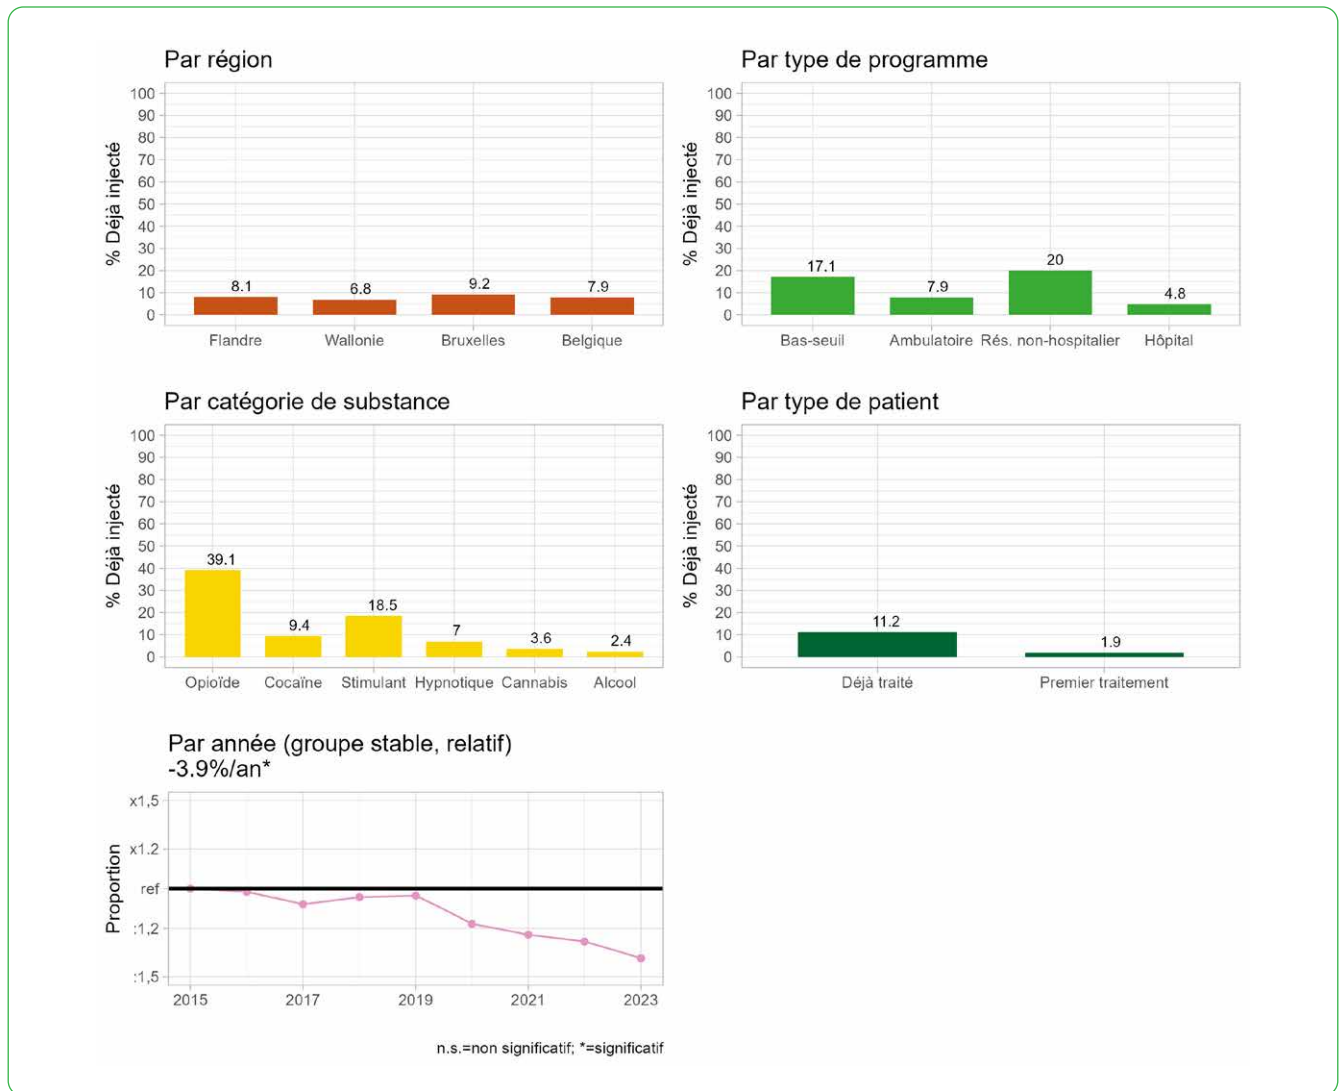 Par région
100
90
80
70
60
50
40
30
20
10
0
% Déjà injecté
8.1
6.8
9.2
7.9
Flandre
Wallonie
Bruxelles
Belgique
Par type de programme
100
90
80
70
60
50
40
30
20
10
0
% Déjà injecté
17.1
7.9
20
4.8
Bas-seuil
Ambulatoire
Rés. non-hospitalier
Hôpital
Par catégorie de substance
100
90
80
70
60
50
40
30
20
10
0
% Déjà injecté
39.1
9.4
18.5
7
3.6
2.4
Opioïde
Cocaïne
Stimulant
Hypnotique
Cannabis
Alcool
Par type de patient
100
90
80
70
60
50
40
30
20
10
0
% Déjà injecté
11.2
1.9
Déjà traité
Premier traitement
Par année (groupe stable, relatif)
-3.9%/an*
x1,5
x1.2
ref
:1,2
:1,5
Proportion
2015
2017
2019
2021
2023
n.s.=non significatif; *=significatif